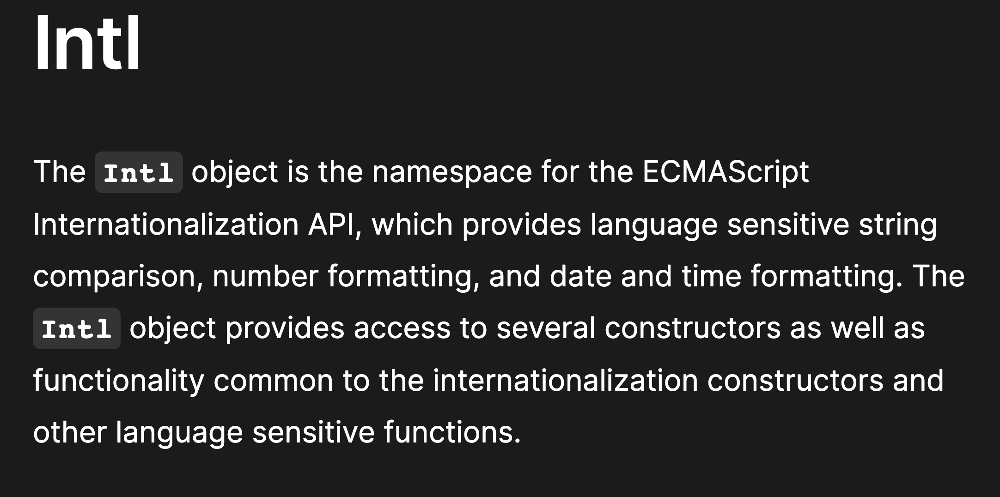 Intl
The Intl object is the namespace for the ECMAScript
Internationalization API, which provides language sensitive string
comparison, number formatting, and date and time formatting. The
Intl object provides access to several constructors as well as
functionality common to the internationalization constructors and
other language sensitive functions.